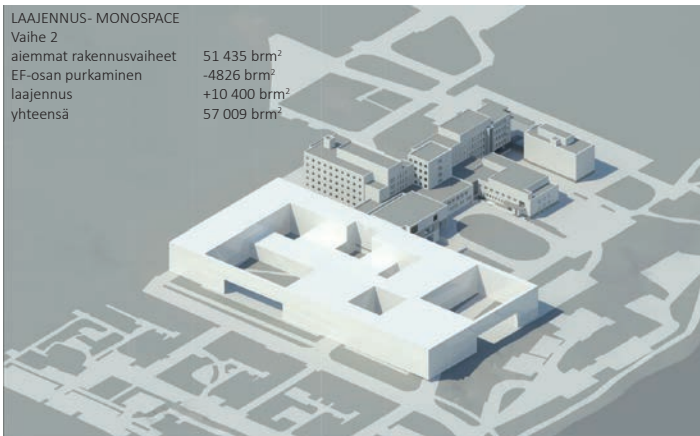 LAAJENNUS- MONOSPACE
Vaihe 2
aiemmat rakennusvaiheet 51 435 brm²
EF-osan purkaminen -4826 brm²
laajennus +10 400 brm²
yhteensä 57 009 brm²